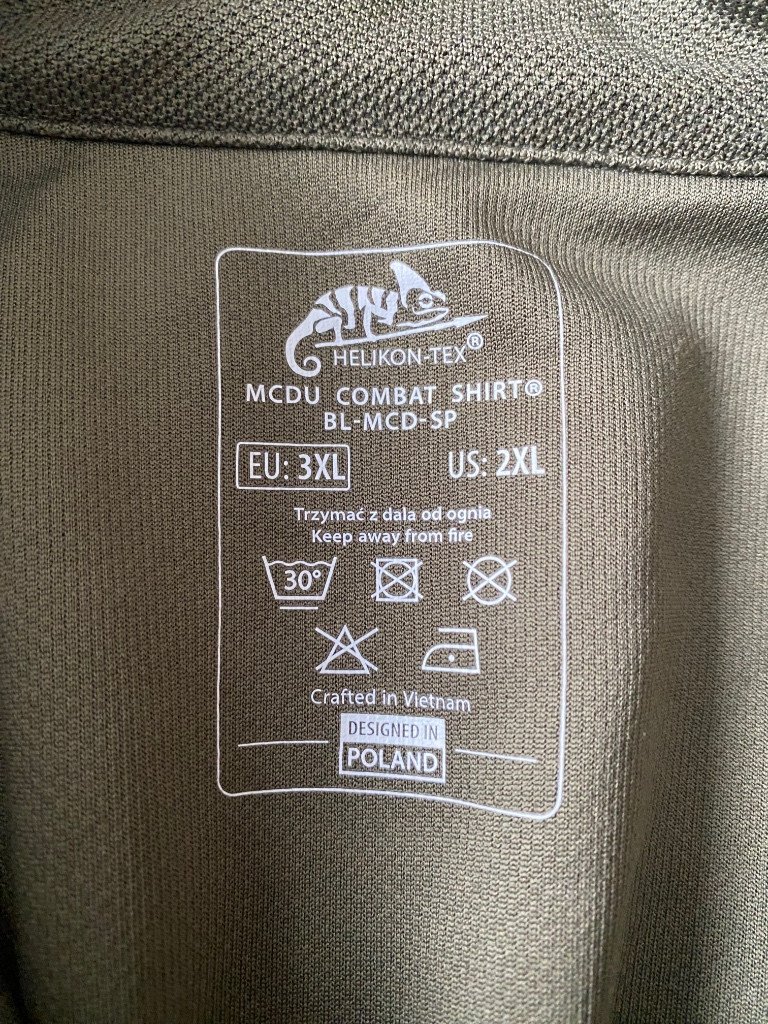 HELIKON-TEX®
MCDU COMBAT SHIRT®
BL-MCD-SP
EU: 3XL US: 2XL
Trzymać z dala od ognia
Keep away from fire
30°
Crafted in Vietnam
DESIGNED IN
POLAND